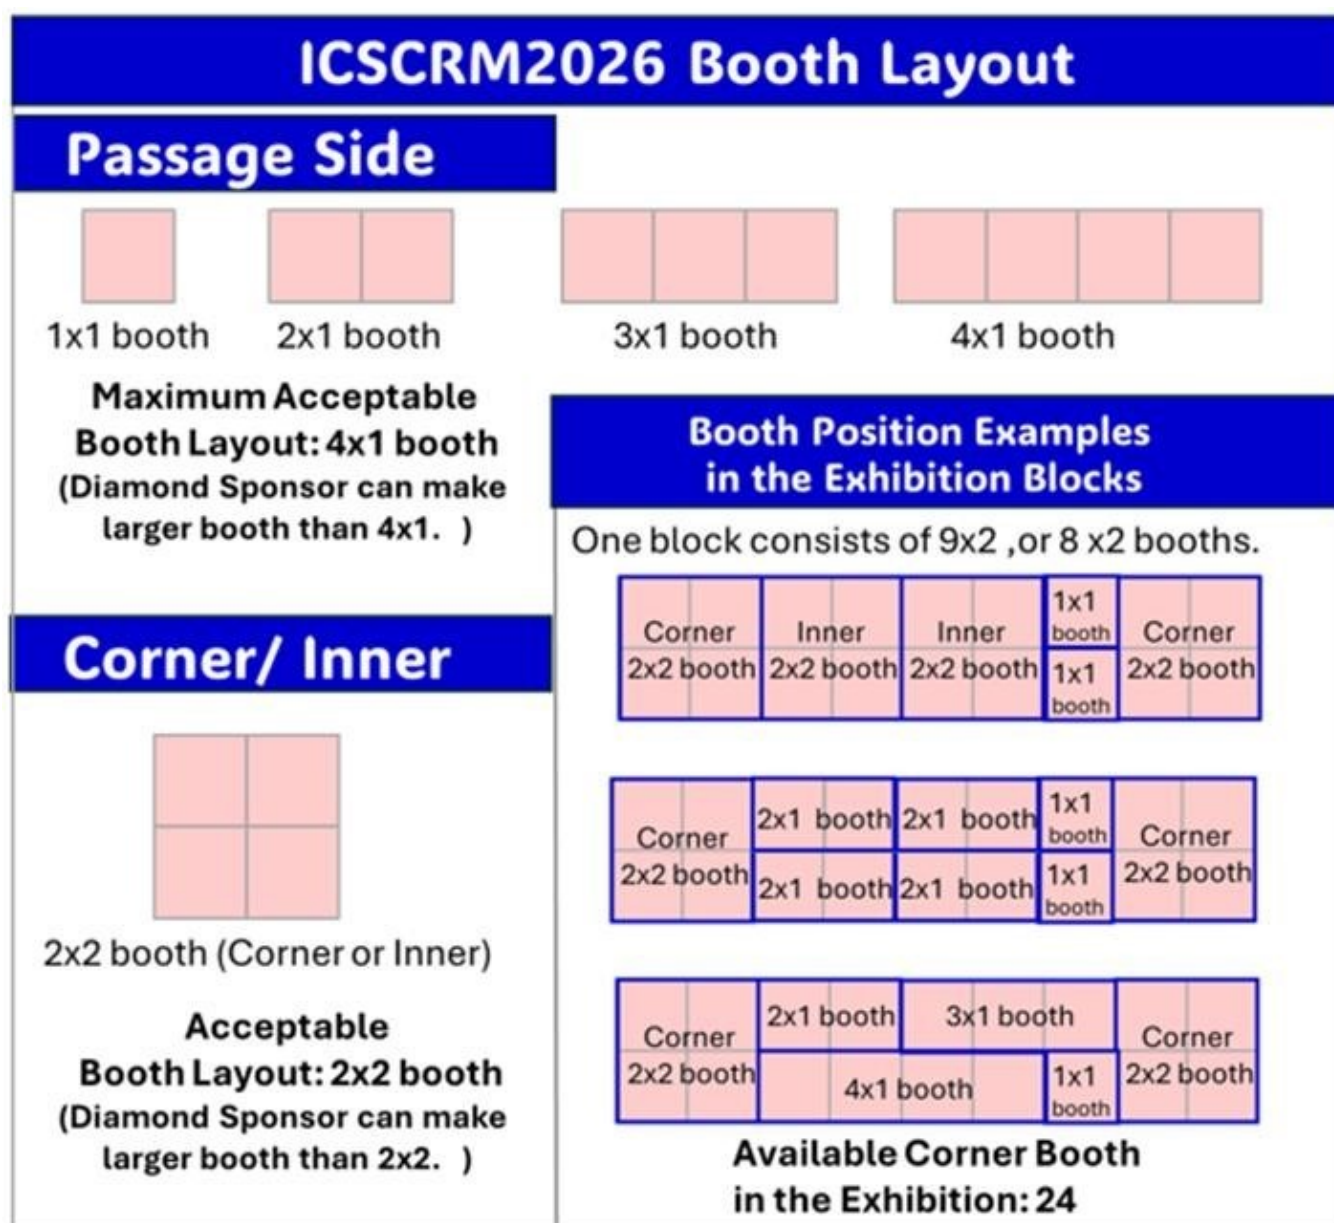 ICSCRM2026 Booth Layout
Passage Side
1x1 booth
2x1 booth
3x1 booth
4x1 booth
Maximum Acceptable
Booth Layout: 4x1 booth
(Diamond Sponsor can make
larger booth than 4x1. )
Corner/ Inner
2x2 booth (Corner or Inner)
Acceptable
Booth Layout: 2x2 booth
(Diamond Sponsor can make
larger booth than 2x2. )
Booth Position Examples
in the Exhibition Blocks
One block consists of 9x2 ,or 8 x2 booths.
Corner
2x2 booth
Inner
2x2 booth
Inner
2x2 booth
1x1
booth
1x1
booth
Corner
2x2 booth
Corner
2x2 booth
2x1 booth
2x1 booth
2x1 booth
2x1 booth
1x1
booth
1x1
booth
Corner
2x2 booth
Corner
2x2 booth
2x1 booth
3x1 booth
4x1 booth
1x1
booth
Corner
2x2 booth
Available Corner Booth
in the Exhibition: 24